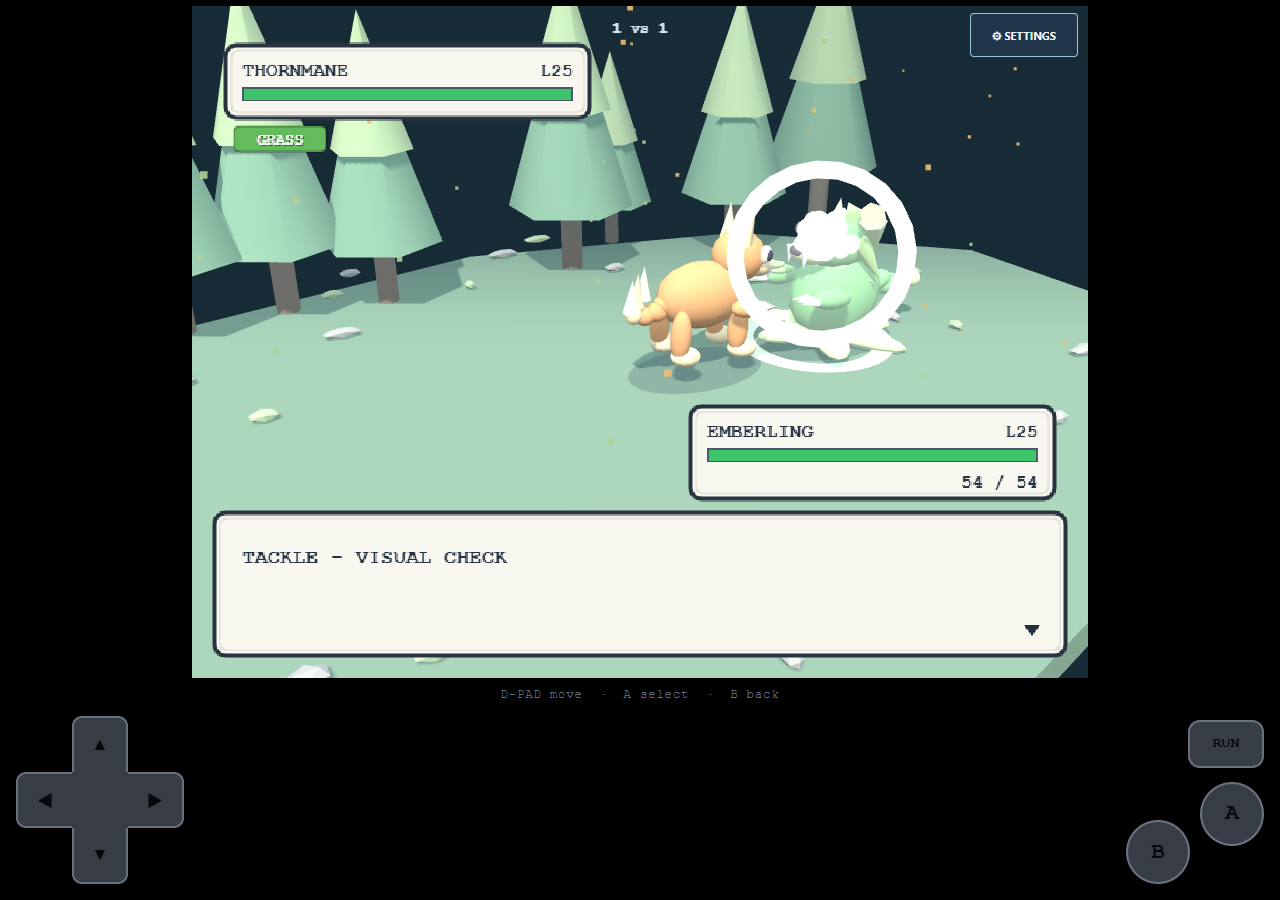 1 vs 1
⚙ SETTINGS
THORNMANE L25
GRASS
EMBERLING L25
54 / 54
TACKLE - VISUAL CHECK
D-PAD move · A select · B back
RUN
A
B